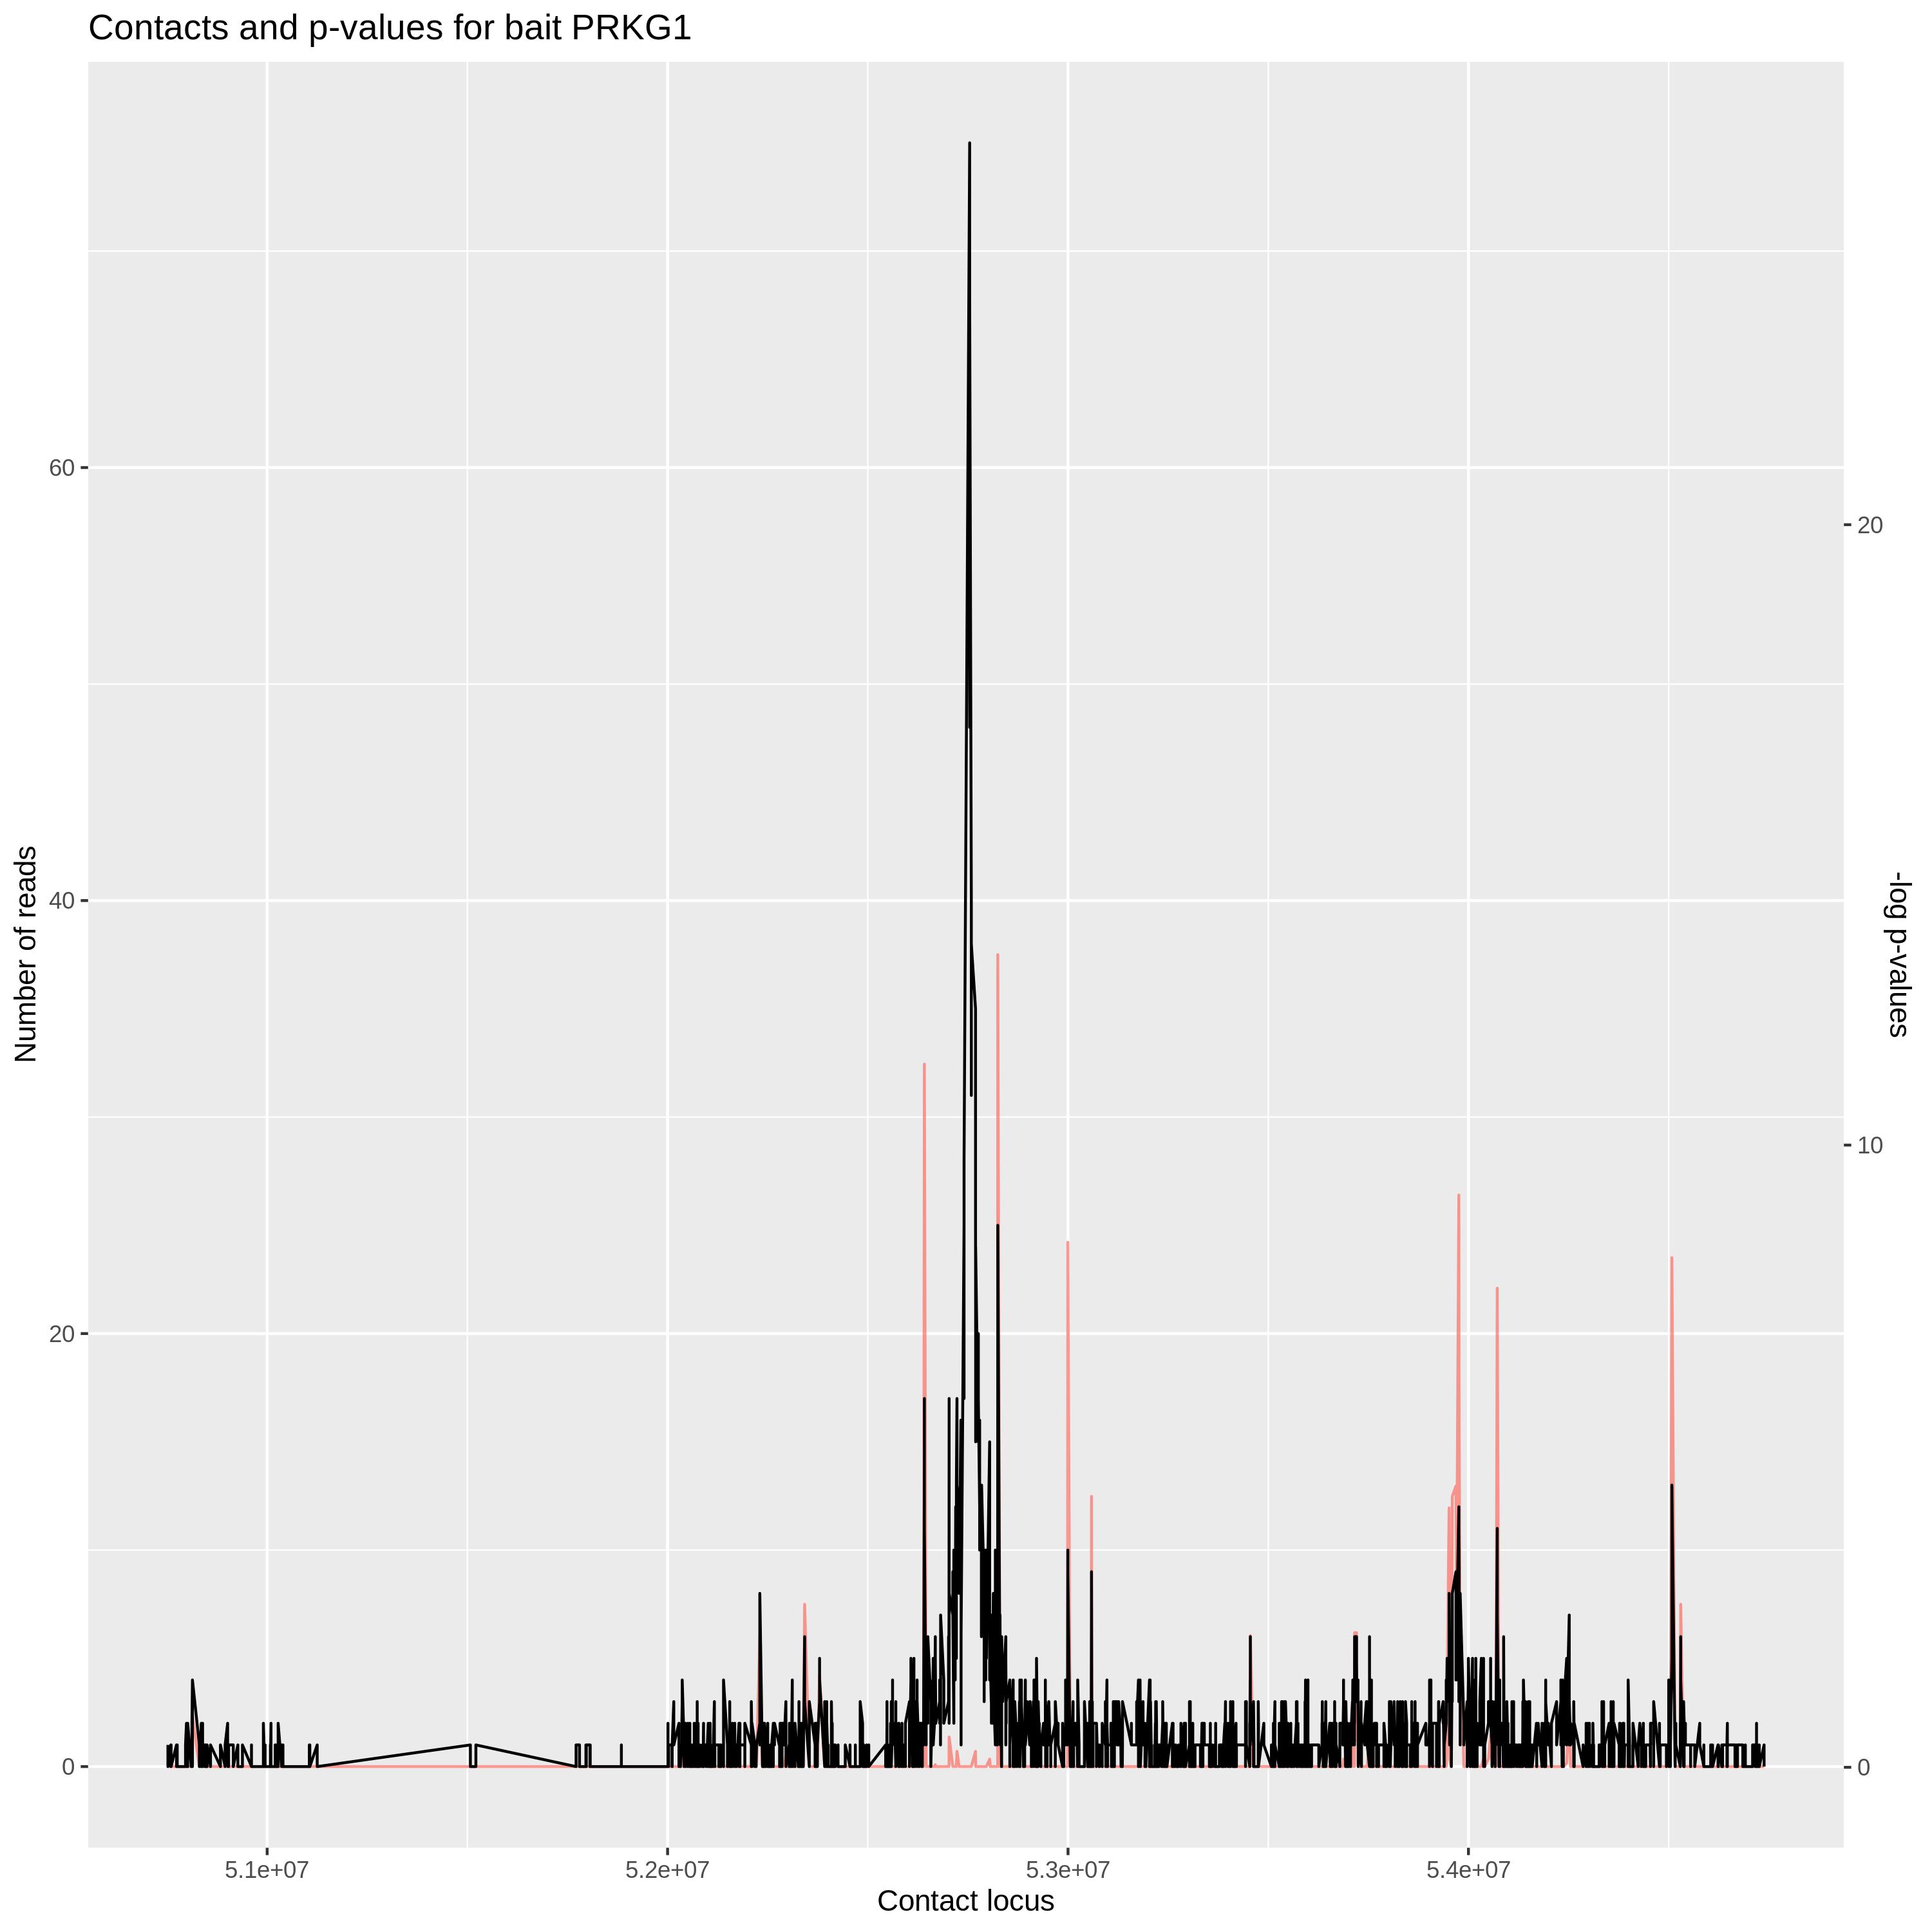 Contacts and p-values for bait PRKG1
Number of reads
60
40
20
0
20
10
0
-log p-values
5.1e+07 5.2e+07 5.3e+07 5.4e+07
Contact locus